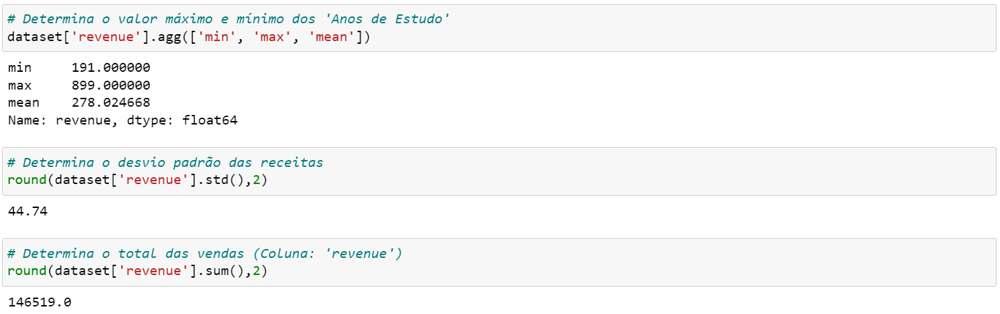 # Determina o valor máximo e mínimo dos 'Anos de Estudo'
dataset['revenue'].agg(['min', 'max', 'mean'])
min     191.000000
max     899.000000
mean    278.024668
Name: revenue, dtype: float64
# Determina o desvio padrão das receitas
round(dataset['revenue'].std(),2)
44.74
# Determina o total das vendas (Coluna: 'revenue')
round(dataset['revenue'].sum(),2)
146519.0